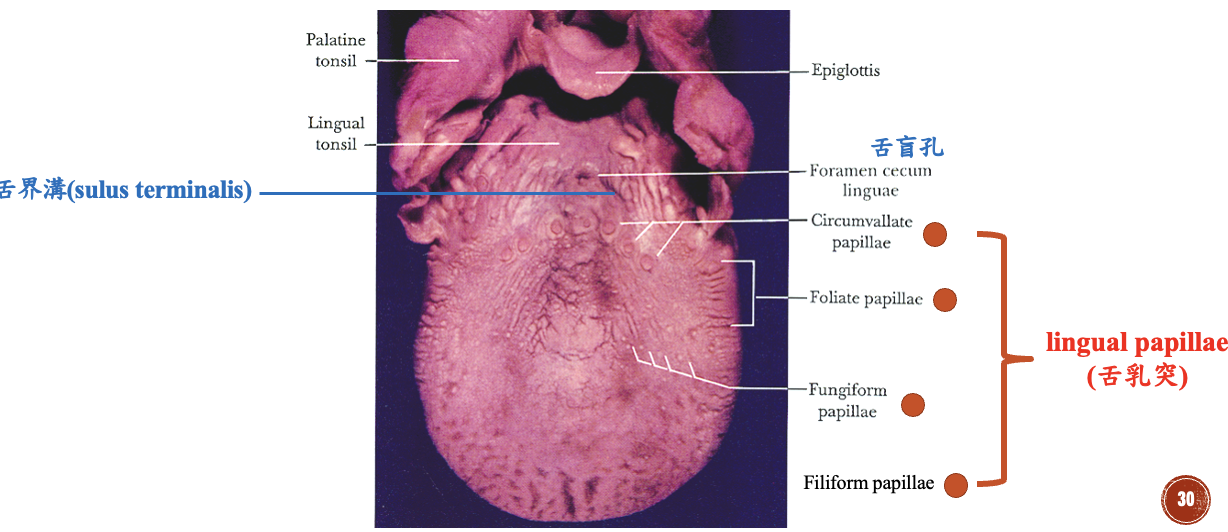 Palatine
tonsil
Lingual
tonsil
舌界溝(sulus terminalis)
Epiglottis
舌盲孔
Foramen cecum
linguae
Circumvallate
papillae
Foliate papillae
Fungiform
papillae
Filiform papillae
lingual papillae
(舌乳突)
30